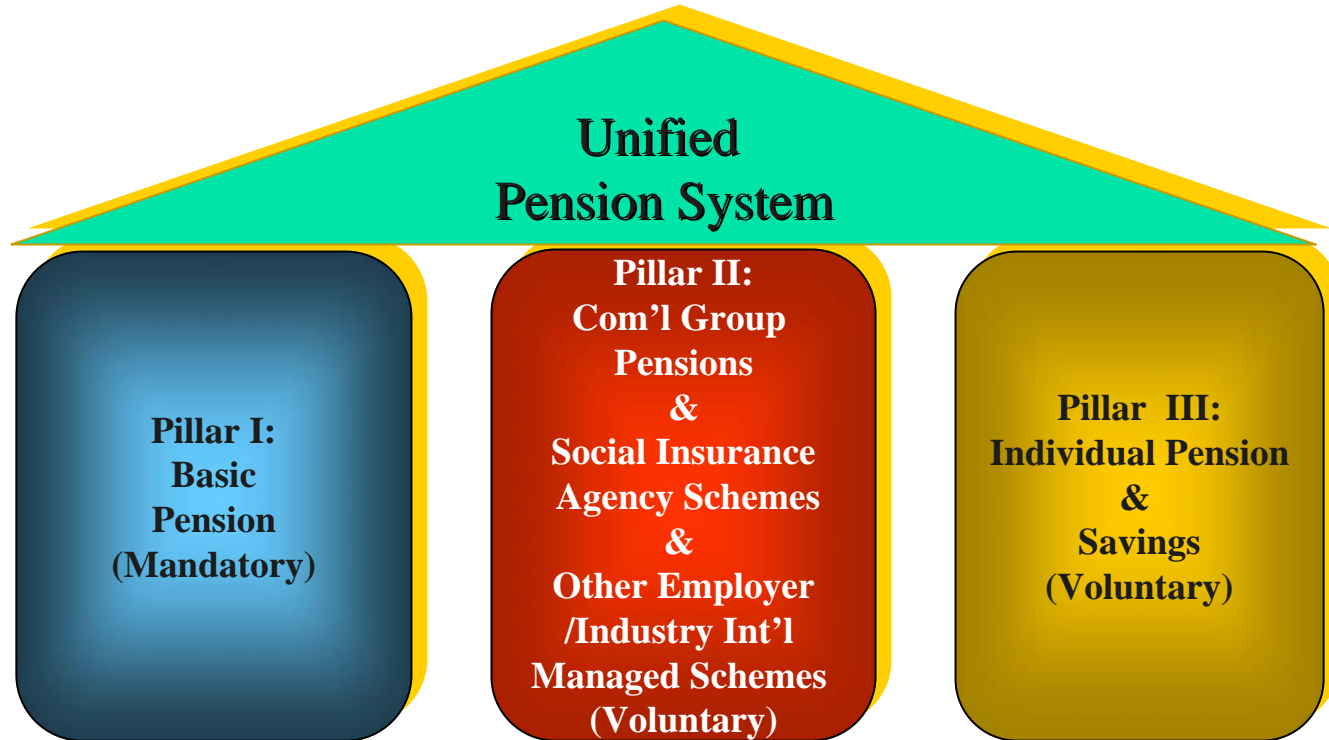 Unified
Pension System
Pillar I:
Basic
Pension
(Mandatory)
Pillar II:
Com’l Group
Pensions
&
Social Insurance
Agency Schemes
&
Other Employer
/Industry Int’l
Managed Schemes
(Voluntary)
Pillar III:
Individual Pension
&
Savings
(Voluntary)